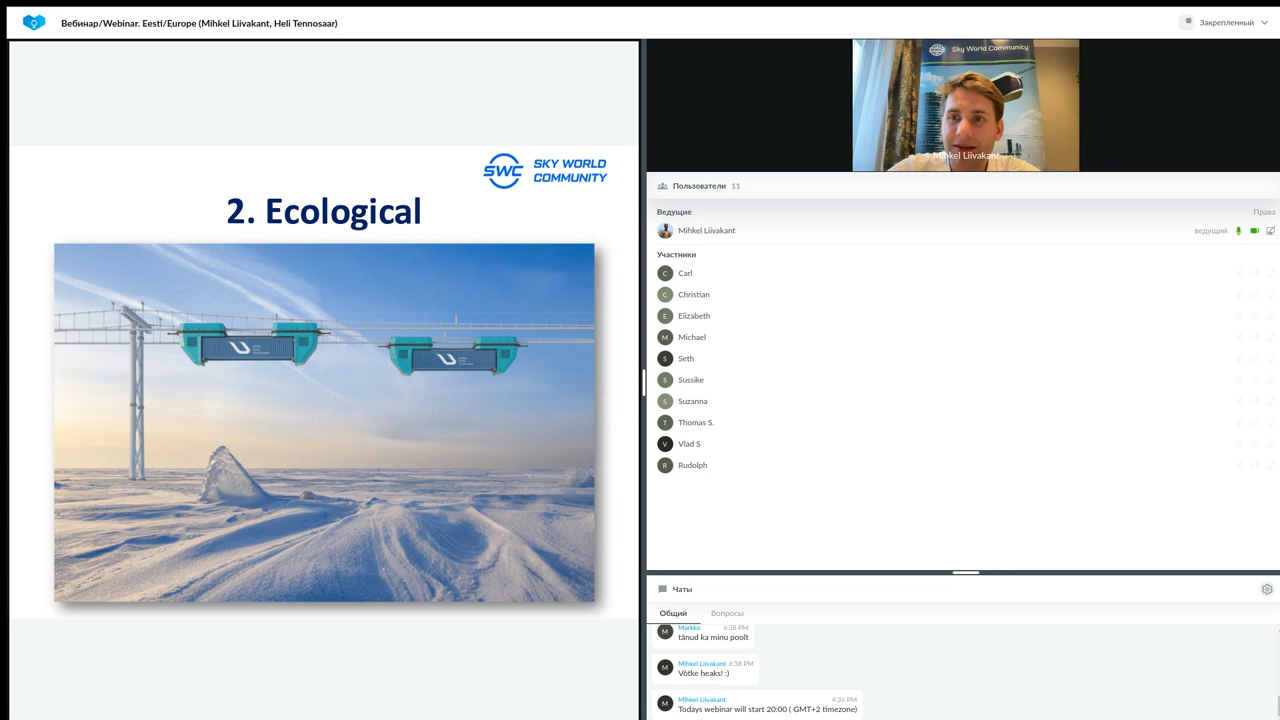 Вебинар/Webinar. Eesti/Europe (Mihkel Liivakant, Heli Tennosaar)
Закрепленный
SWC SKY WORLD
COMMUNITY
2. Ecological
Sky World Community
Mihkel Liivakant
Пользователи 11
Ведущие Права
Mihkel Liivakant ведущий
Участники
C Carl
C Christian
E Elizabeth
M Michael
S Seth
S Sussike
S Suzanna
T Thomas S.
V Vlad S
R Rudolph
Чаты
Общий Вопросы
M Markko 6:38 PM
tänud ka minu poolt
M Mihkel Liivakant 6:38 PM
Võtke heaks! :)
M Mihkel Liivakant 4:36 PM
Todays webinar will start 20:00 ( GMT+2 timezone)